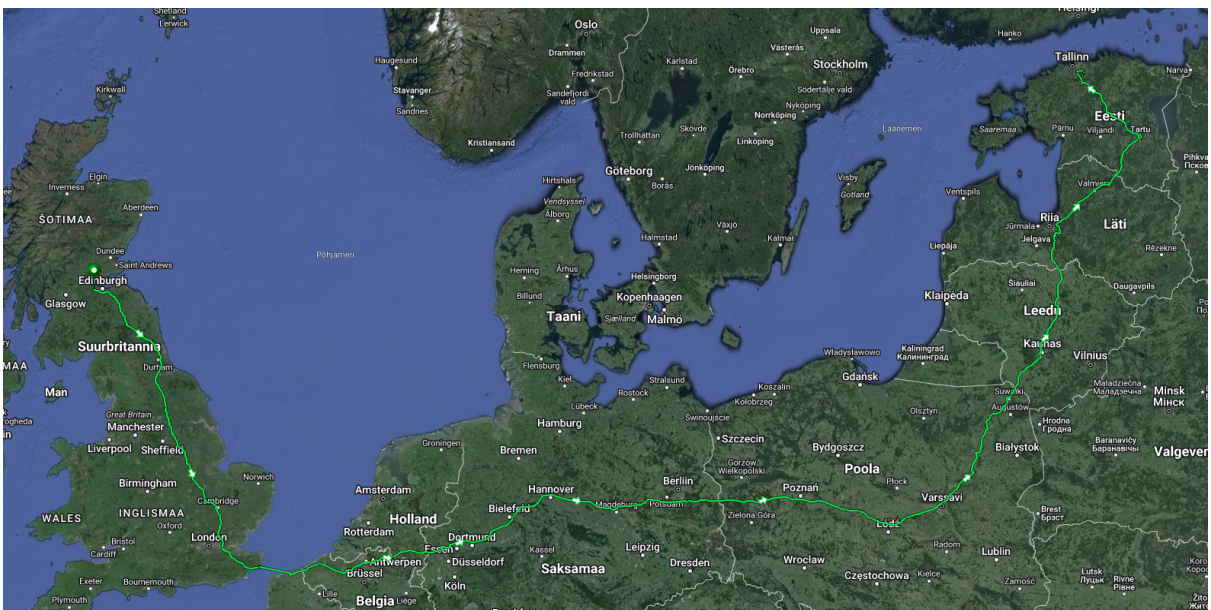 Shetland
Lerwick
Oslo
Drammen
Fredrikstad
Sandefjordi
vald
Haugesund
Stavanger
Sandnes
Kristiansand
Uppsala
Västerås
Karlstad
Örebro
Stockholm
Södertälje vald
Nyköping
Norrköping
Linköping
Trollhättan
Skövde
Göteborg
Borås
Jönköping
Visby
Gotland
Växjö
Kalmar
Halmstad
Hanko
Tallinn
Narva
Eesti
Saaremaa
Pärnu
Viljandi
Tartu
Läänemeri
Pihkva
Kirkwall
Elgin
Inverness
Aberdeen
ŠOTIMAA
Dundee
Saint Andrews
Edinburgh
Glasgow
Põhjameri
Hirtshals
Vendsyssel
Ålborg
Herning
Århus
Billund
Taani
Helsingborg
Kopenhaagen
Sjælland
Malmö
Ventspils
Valmiera
Riia
Jūrmala
Jelgava
Läti
Rēzekne
Liepāja
Daugavpils
Šiauliai
Klaipėda
Leedu
Kaunas
Vilnius
Suurbritannia
Durham
Man
Great Britain
Manchester
Liverpool
Sheffield
Birmingham
Norwich
Cambridge
WALES
INGLISMAA
Oxford
Bristol
Cardiff
London
Exeter
Bournemouth
Plymouth
Flensburg
Kiel
Lübeck
Rostock
Stralsund
Hamburg
Bremen
Groningen
Amsterdam
Holland
Rotterdam
Antwerpen
Brüssel
Lille
Belgia
Liège
Essen
Dortmund
Düsseldorf
Köln
Bielefeld
Hannover
Kassel
Saksamaa
Magdeburg
Potsdam
Berliin
Leipzig
Dresden
Świnoujście
Szczecin
Koszalin
Kołobrzeg
Władysławowo
Gdańsk
Kaliningrad
Калининград
Olsztyn
Suwałki
Augustów
Białystok
Hrodna
Гродна
Maladziečna
Маладзечна
Minsk
Мінск
Baranavičy
Баранавічы
Bydgoszcz
Gorzów
Wielkopolski
Poola
Poznań
Płock
Varssavi
Zielona Góra
Łódź
Radom
Lublin
Wrocław
Częstochowa
Kielce
Zamość
Brest
Брэст
Lutsk
Луцьк
Rivne
Рівне